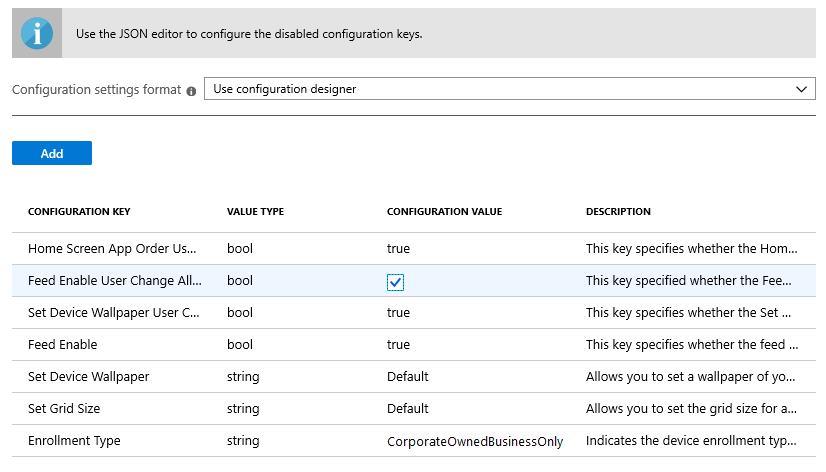 Use the JSON editor to configure the disabled configuration keys.
Configuration settings format Use configuration designer
Add
CONFIGURATION KEY VALUE TYPE CONFIGURATION VALUE DESCRIPTION
Home Screen App Order Us... bool true This key specifies whether the Hom...
Feed Enable User Change All... bool This key specified whether the Fee...
Set Device Wallpaper User C... bool true This key specifies whether the Set ...
Feed Enable bool true This key specifies whether the feed ...
Set Device Wallpaper string Default Allows you to set a wallpaper of yo...
Set Grid Size string Default Allows you to set the grid size for a...
Enrollment Type string CorporateOwnedBusinessOnly Indicates the device enrollment typ...